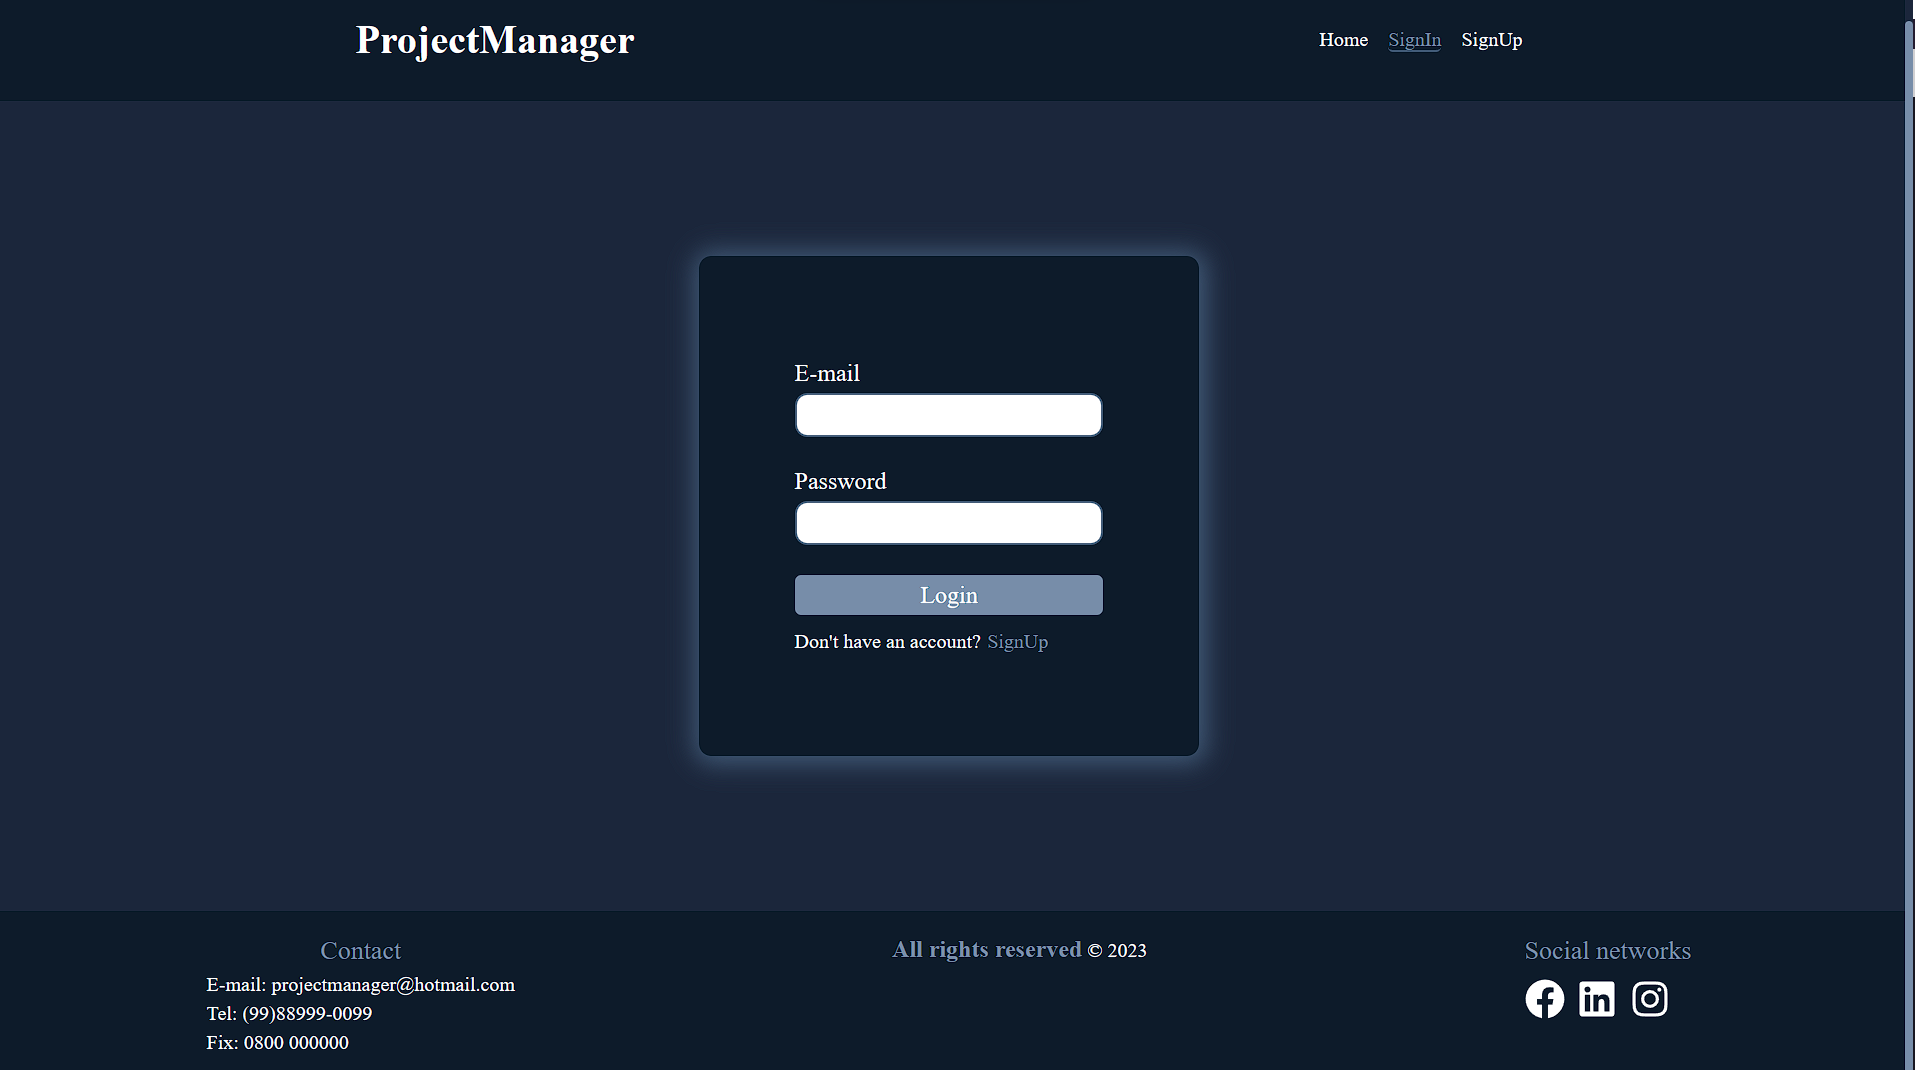 ProjectManager
Home SignIn SignUp
E-mail
Password
Login
Don't have an account? SignUp
Contact
E-mail: projectmanager@hotmail.com
Tel: (99)88999-0099
Fix: 0800 000000
All rights reserved © 2023
Social networks